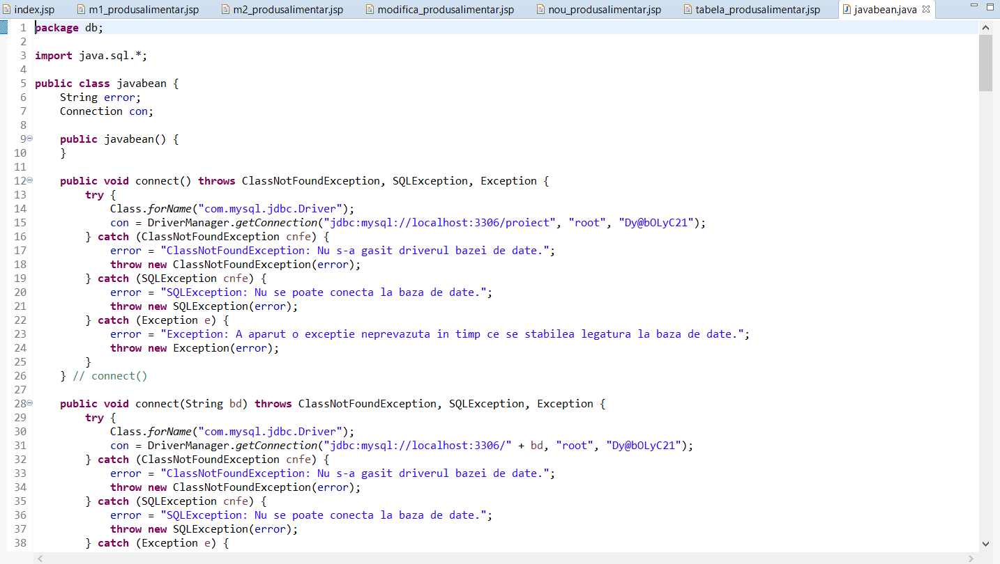 index.jsp m1_produsalimentar.jsp m2_produsalimentar.jsp modifica_produsalimentar.jsp nou_produsalimentar.jsp tabela_produsalimentar.jsp javabean.java
1 package db;
2
3 import java.sql.*;
4
5 public class javabean {
6 String error;
7 Connection con;
8
9 public javabean() {
10 }
11
12 public void connect() throws ClassNotFoundException, SQLException, Exception {
13 try {
14 Class.forName("com.mysql.jdbc.Driver");
15 con = DriverManager.getConnection("jdbc:mysql://localhost:3306/proiect", "root", "Dy@bOLyC21");
16 } catch (ClassNotFoundException cnfe) {
17 error = "ClassNotFoundException: Nu s-a gasit driverul bazei de date.";
18 throw new ClassNotFoundException(error);
19 } catch (SQLException cnfe) {
20 error = "SQLException: Nu se poate conecta la baza de date.";
21 throw new SQLException(error);
22 } catch (Exception e) {
23 error = "Exception: A aparut o exceptie neprevazuta in timp ce se stabilea legatura la baza de date.";
24 throw new Exception(error);
25 }
26 } // connect()
27
28 public void connect(String bd) throws ClassNotFoundException, SQLException, Exception {
29 try {
30 Class.forName("com.mysql.jdbc.Driver");
31 con = DriverManager.getConnection("jdbc:mysql://localhost:3306/" + bd, "root", "Dy@bOLyC21");
32 } catch (ClassNotFoundException cnfe) {
33 error = "ClassNotFoundException: Nu s-a gasit driverul bazei de date.";
34 throw new ClassNotFoundException(error);
35 } catch (SQLException cnfe) {
36 error = "SQLException: Nu se poate conecta la baza de date.";
37 throw new SQLException(error);
38 } catch (Exception e) {